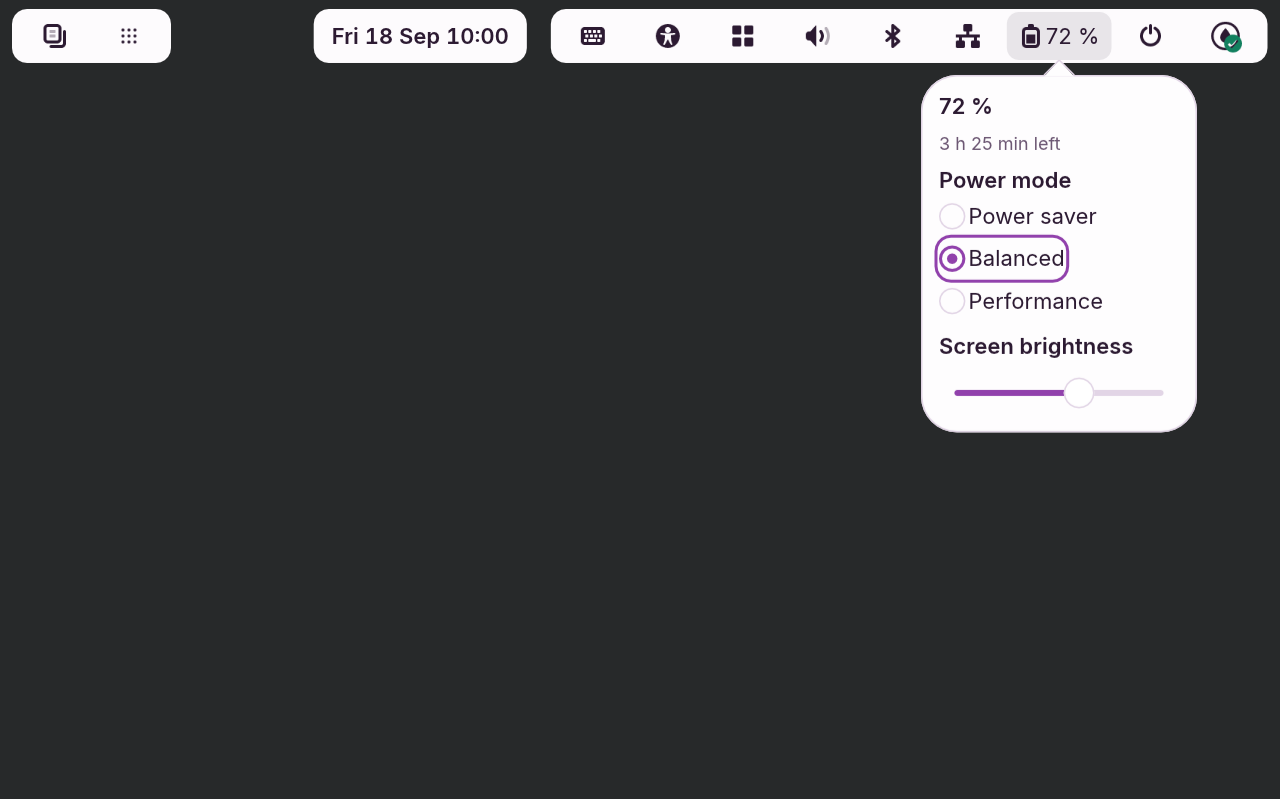 Fri 18 Sep 10:00
72 %
72 %
3 h 25 min left
Power mode
Power saver
Balanced
Performance
Screen brightness